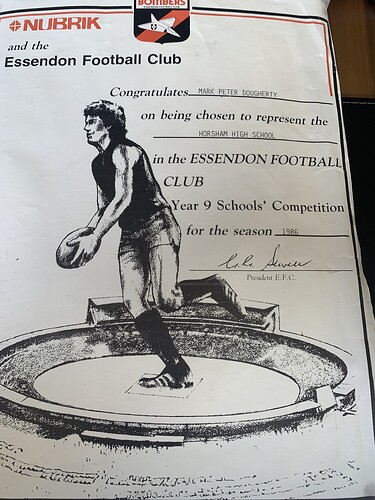 BOMBERS
NUBRIK
and the
Essendon Football Club
Congratulates MARK PETER DOUGHERTY
on being chosen to represent the
HORSHAM HIGH SCHOOL
in the ESSENDON FOOTBALL
CLUB
Year 9 Schools' Competition
for the season 1986
President E.F.C.